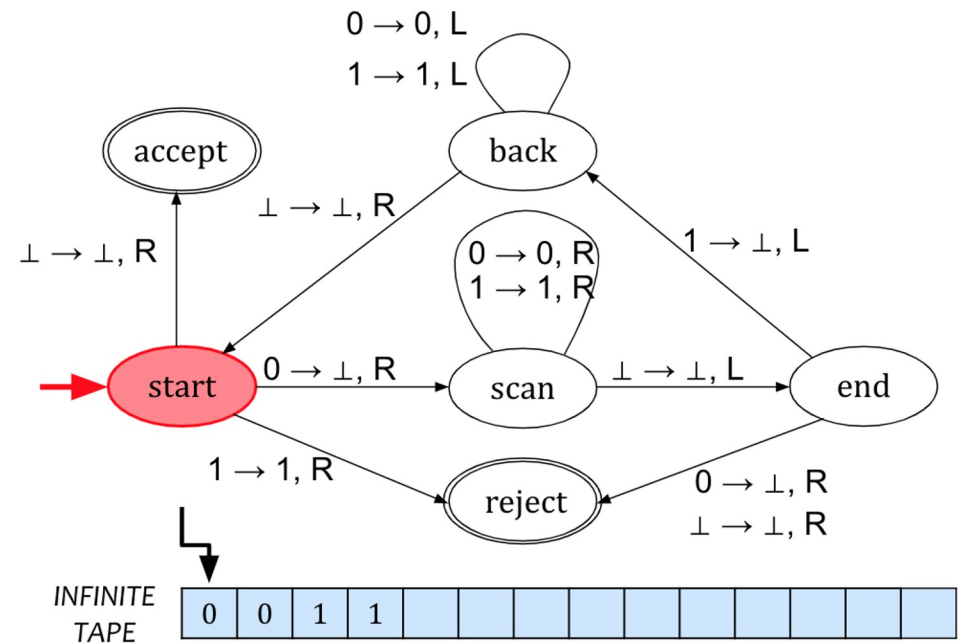 0 → 0, L
1 → 1, L
accept
back
⊥ → ⊥, R
1 → ⊥, L
⊥ → ⊥, R
0 → 0, R
1 → 1, R
start
0 → ⊥, R
scan
⊥ → ⊥, L
end
1 → 1, R
reject
0 → ⊥, R
⊥ → ⊥, R
INFINITE
TAPE
0 0 1 1